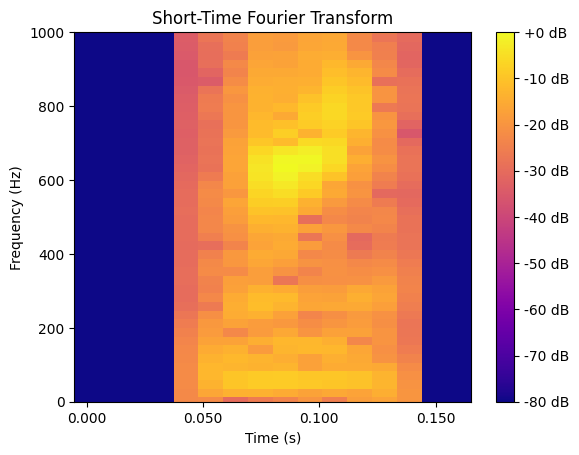 Short-Time Fourier Transform
1000
800
600
400
200
0
Frequency (Hz)
0.000
0.050
0.100
0.150
Time (s)
+0 dB
-10 dB
-20 dB
-30 dB
-40 dB
-50 dB
-60 dB
-70 dB
-80 dB